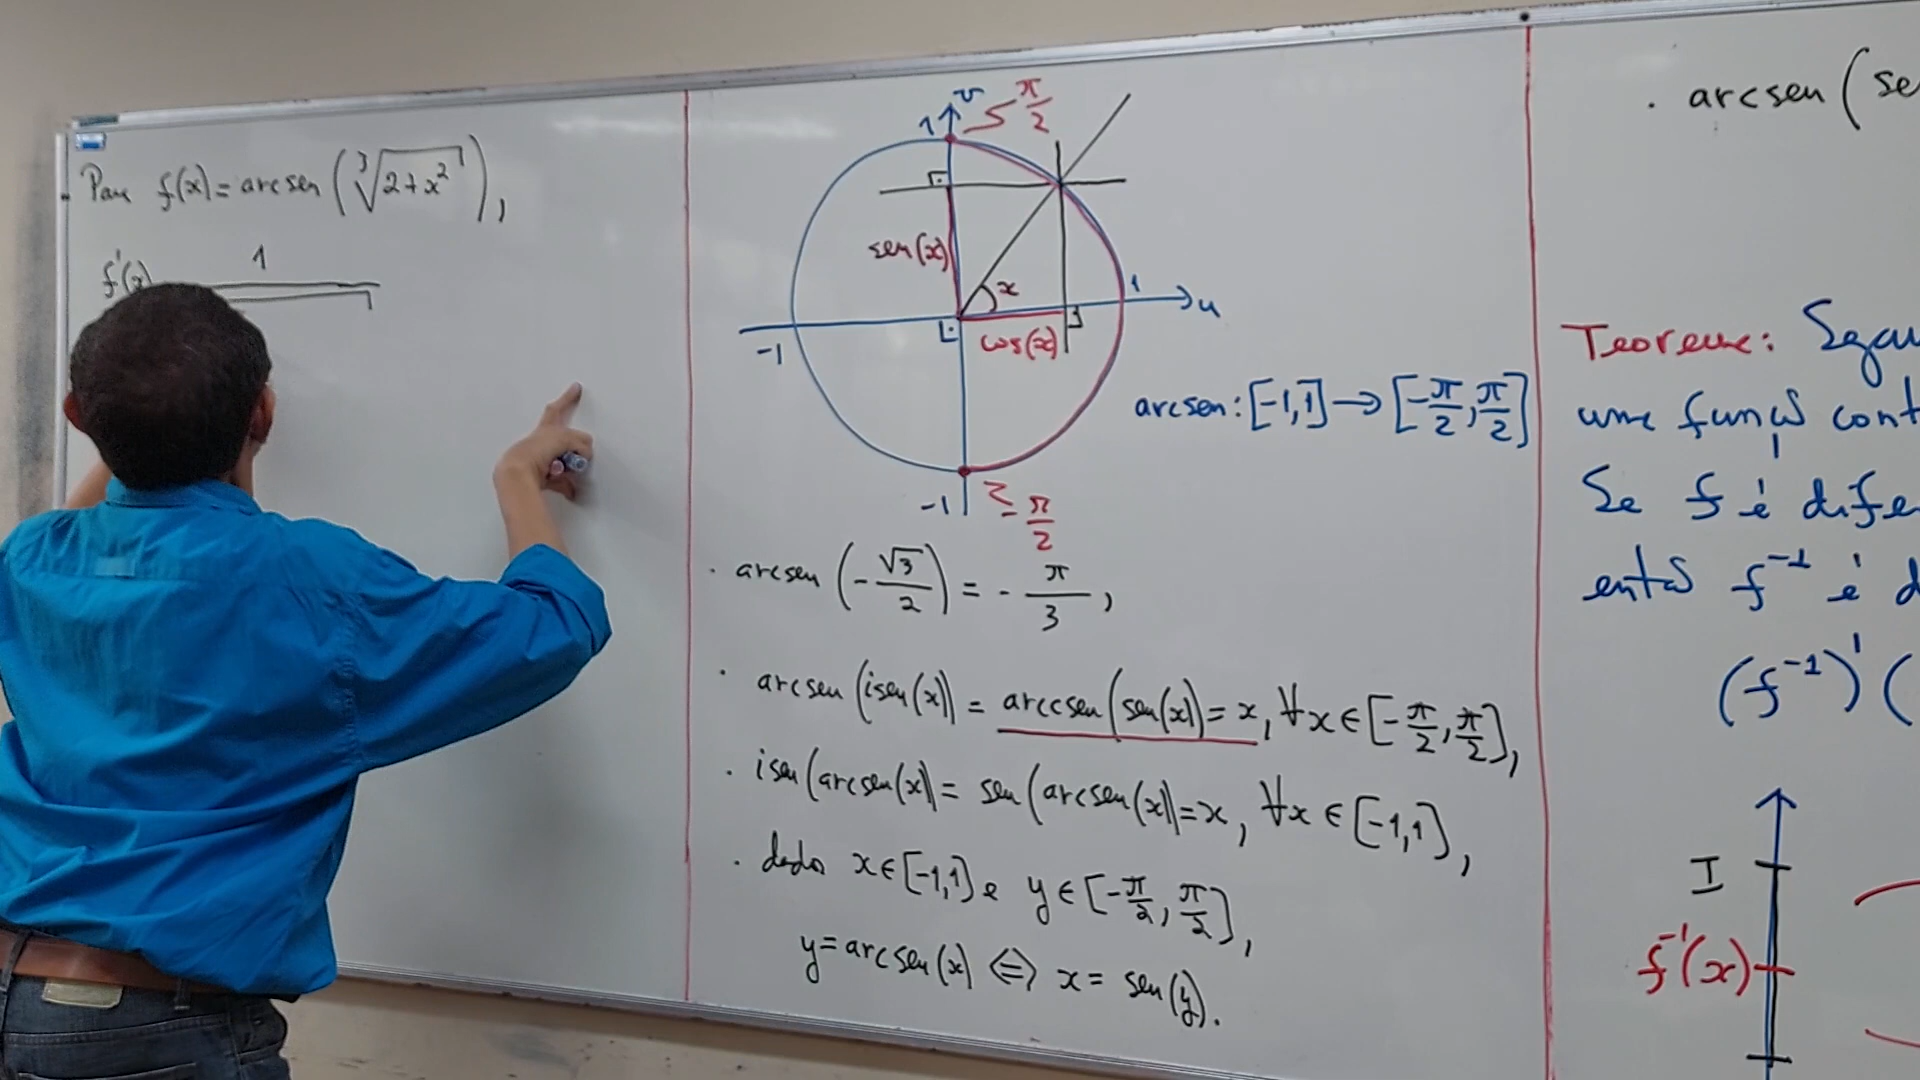 . Para f(x) = arcsen(∛(2+x²)),
f'(x) 1
v
1 ≤ π/2
sen(x)
x
1
u
-1
cos(x)
-1 ≥ -π/2
arcsen: [-1,1] → [-π/2, π/2]
. arcsen(-√3/2) = -π/3,
. arcsen(isen(x)) = arccsen(sen(x)) = x, ∀x ∈ [-π/2, π/2],
. isen(arcsen(x)) = sen(arcsen(x)) = x, ∀x ∈ [-1,1],
. dados x ∈ [-1,1] e y ∈ [-π/2, π/2],
y = arcsen(x) ⇔ x = sen(y).
. arcsen(se
Teorema: Seja
uma função cont
Se f é dife
então f⁻¹ é d
(f⁻¹)'(
I
f⁻¹(x)